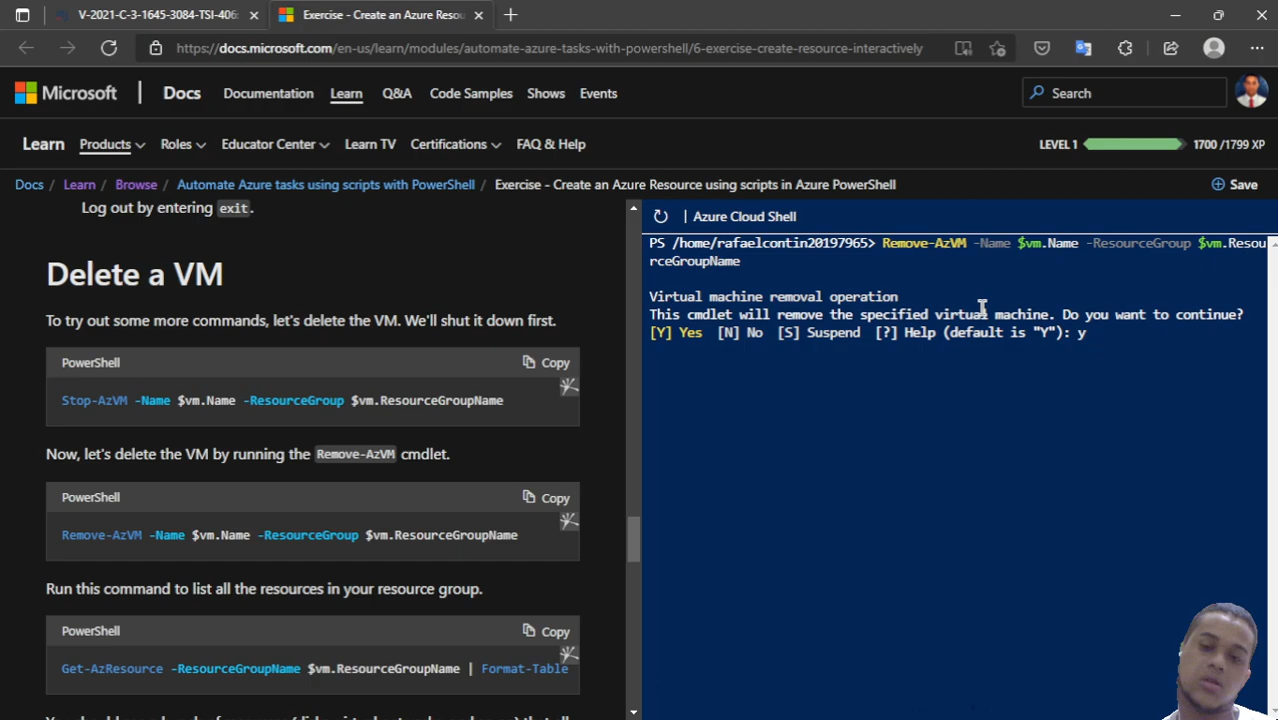 V-2021-C-3-1645-3084-TSI-406:
Exercise - Create an Azure Resou
https://docs.microsoft.com/en-us/learn/modules/automate-azure-tasks-with-powershell/6-exercise-create-resource-interactively
Microsoft Docs Documentation Learn Q&A Code Samples Shows Events Search
Learn Products Roles Educator Center Learn TV Certifications FAQ & Help LEVEL 1 1700 /1799 XP
Docs / Learn / Browse / Automate Azure tasks using scripts with PowerShell / Exercise - Create an Azure Resource using scripts in Azure PowerShell Save
Log out by entering exit.
Delete a VM
To try out some more commands, let's delete the VM. We'll shut it down first.
PowerShell Copy
Stop-AzVM -Name $vm.Name -ResourceGroup $vm.ResourceGroupName
Now, let's delete the VM by running the Remove-AzVM cmdlet.
PowerShell Copy
Remove-AzVM -Name $vm.Name -ResourceGroup $vm.ResourceGroupName
Run this command to list all the resources in your resource group.
PowerShell Copy
Get-AzResource -ResourceGroupName $vm.ResourceGroupName | Format-Table
Azure Cloud Shell
PS /home/rafaelcontin20197965> Remove-AzVM -Name $vm.Name -ResourceGroup $vm.Resou
rceGroupName
Virtual machine removal operation
This cmdlet will remove the specified virtual machine. Do you want to continue?
[Y] Yes [N] No [S] Suspend [?] Help (default is "Y"): y